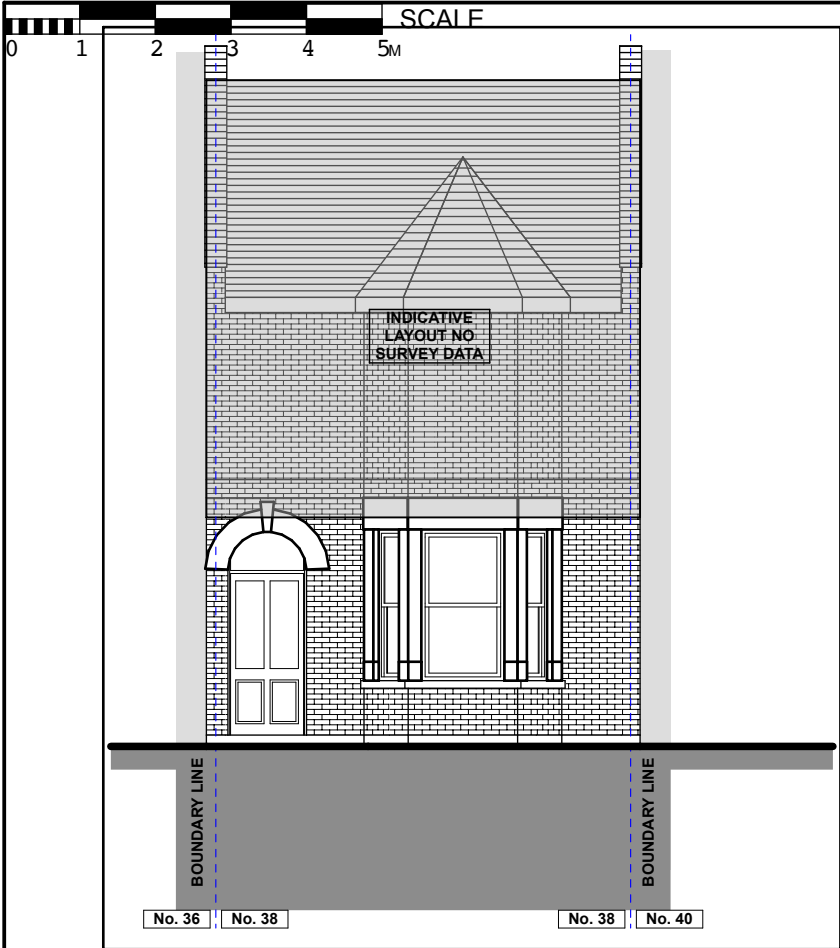 SCALE
0 1 2 3 4 5M
INDICATIVE
LAYOUT NO
SURVEY DATA
BOUNDARY LINE
BOUNDARY LINE
No. 36 No. 38 No. 38 No. 40